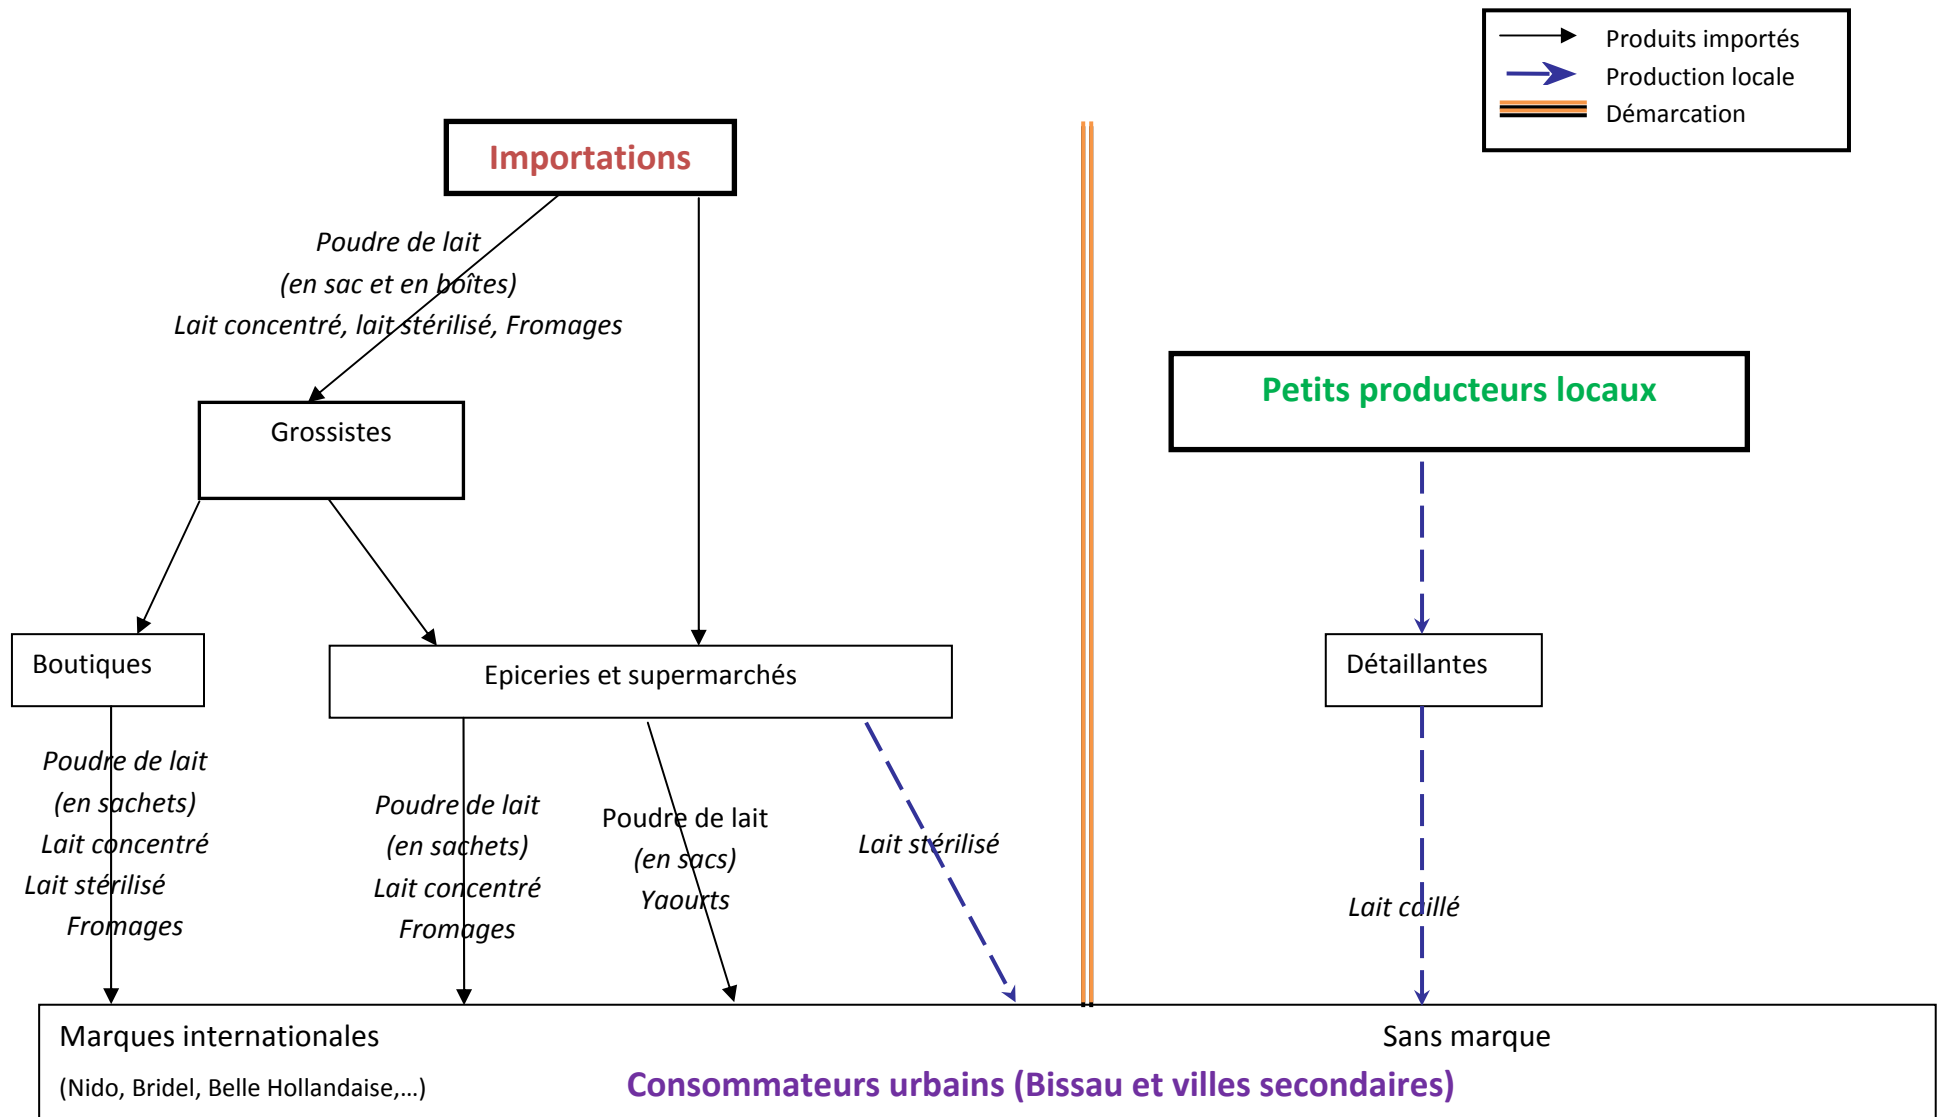 Produits importés
Production locale
Démarcation
Importations
Poudre de lait
(en sac et en boîtes)
Lait concentré, lait stérilisé, Fromages
Petits producteurs locaux
Grossistes
Boutiques
Epiceries et supermarchés
Détaillantes
Poudre de lait
(en sachets)
Lait concentré
Lait stérilisé
Fromages
Poudre de lait
(en sachets)
Lait concentré
Fromages
Poudre de lait
(en sacs)
Yaourts
Lait stérilisé
Lait caillé
Marques internationales
Sans marque
(Nido, Bridel, Belle Hollandaise,…)
Consommateurs urbains (Bissau et villes secondaires)